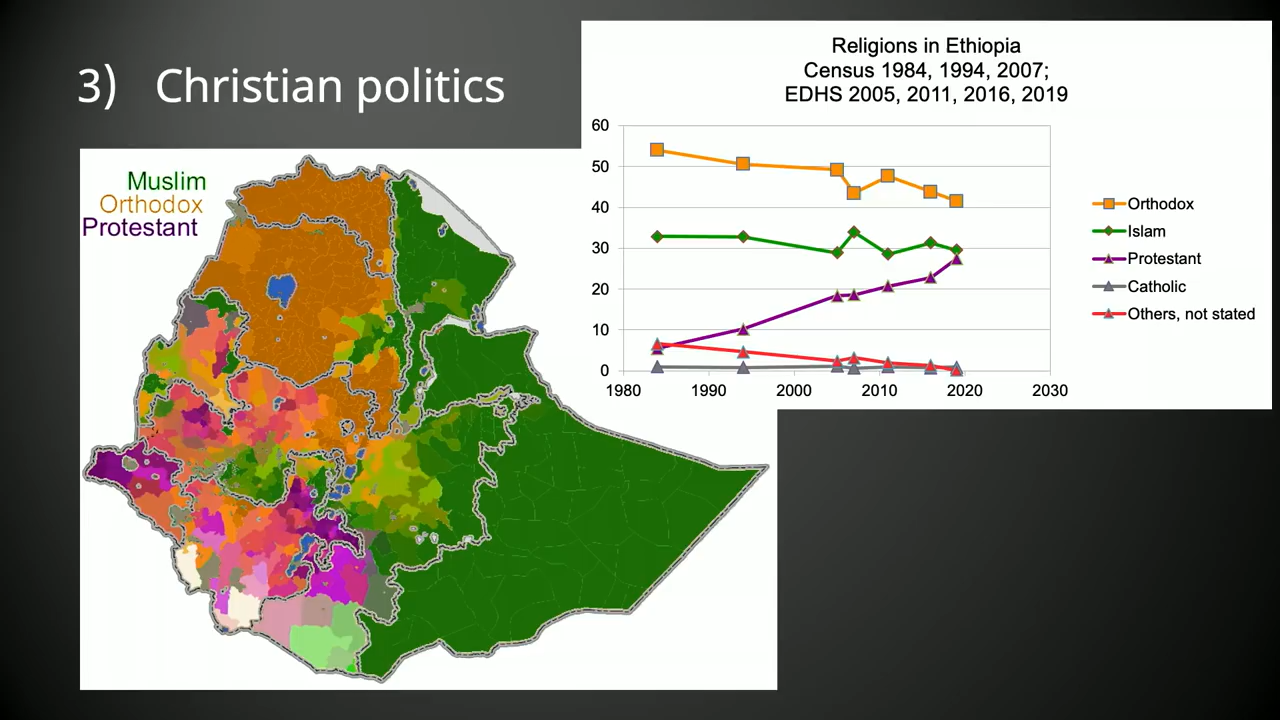 3) Christian politics
Muslim
Orthodox
Protestant
Religions in Ethiopia
Census 1984, 1994, 2007;
EDHS 2005, 2011, 2016, 2019
60
50
40
30
20
10
0
1980 1990 2000 2010 2020 2030
Orthodox
Islam
Protestant
Catholic
Others, not stated